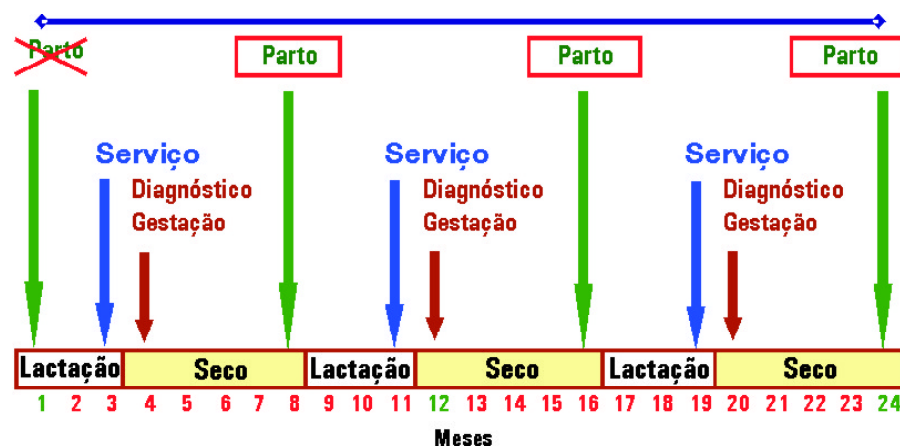 Parto Parto Parto Parto
Serviço Serviço Serviço
Diagnóstico Diagnóstico Diagnóstico
Gestação Gestação Gestação
Lactação Seco Lactação Seco Lactação Seco
1 2 3 4 5 6 7 8 9 10 11 12 13 14 15 16 17 18 19 20 21 22 23 24
Meses